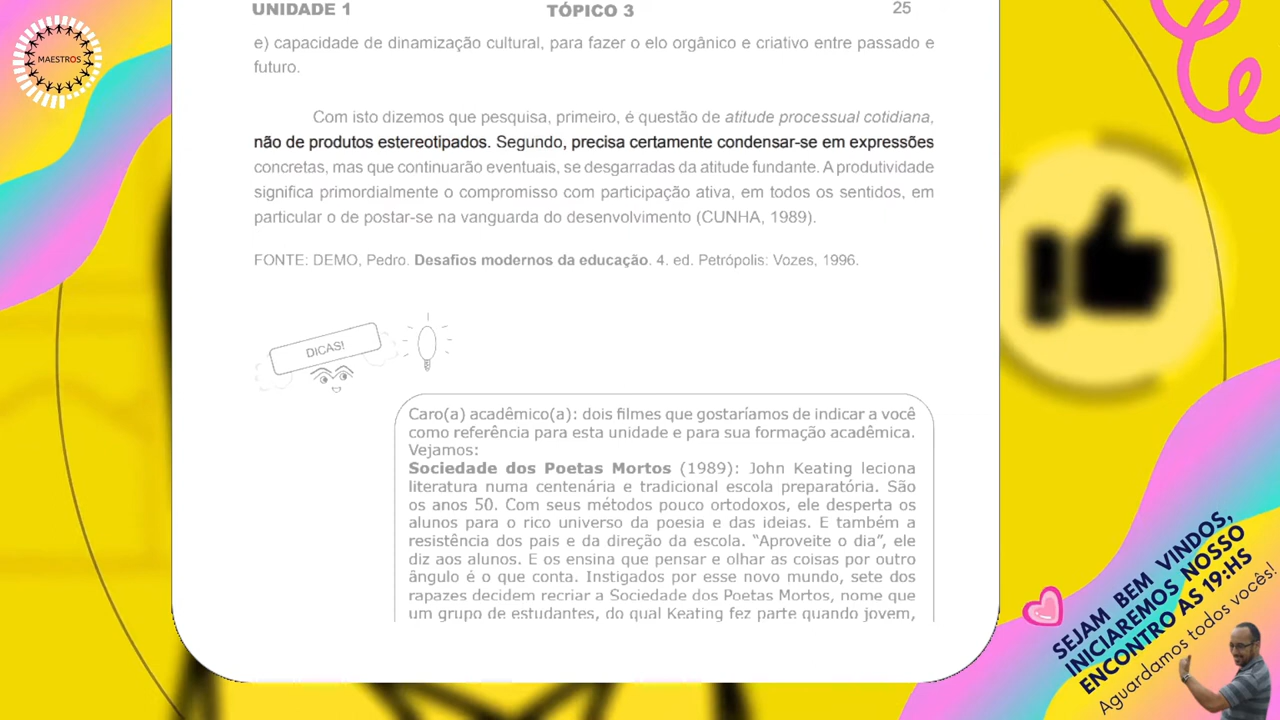 MAESTROS
UNIDADE 1 TÓPICO 3 25
e) capacidade de dinamização cultural, para fazer o elo orgânico e criativo entre passado e
futuro.
Com isto dizemos que pesquisa, primeiro, é questão de atitude processual cotidiana,
não de produtos estereotipados. Segundo, precisa certamente condensar-se em expressões
concretas, mas que continuarão eventuais, se desgarradas da atitude fundante. A produtividade
significa primordialmente o compromisso com participação ativa, em todos os sentidos, em
particular o de postar-se na vanguarda do desenvolvimento (CUNHA, 1989).
FONTE: DEMO, Pedro. Desafios modernos da educação. 4. ed. Petrópolis: Vozes, 1996.
DICAS!
Caro(a) acadêmico(a): dois filmes que gostaríamos de indicar a você
como referência para esta unidade e para sua formação acadêmica.
Vejamos:
Sociedade dos Poetas Mortos (1989): John Keating leciona
literatura numa centenária e tradicional escola preparatória. São
os anos 50. Com seus métodos pouco ortodoxos, ele desperta os
alunos para o rico universo da poesia e das ideias. E também a
resistência dos pais e da direção da escola. “Aproveite o dia”, ele
diz aos alunos. E os ensina que pensar e olhar as coisas por outro
ângulo é o que conta. Instigados por esse novo mundo, sete dos
rapazes decidem recriar a Sociedade dos Poetas Mortos, nome que
um grupo de estudantes, do qual Keating fez parte quando jovem,
SEJAM BEM VINDOS,
INICIAREMOS NOSSO
ENCONTRO AS 19:HS
Aguardamos todos vocês!